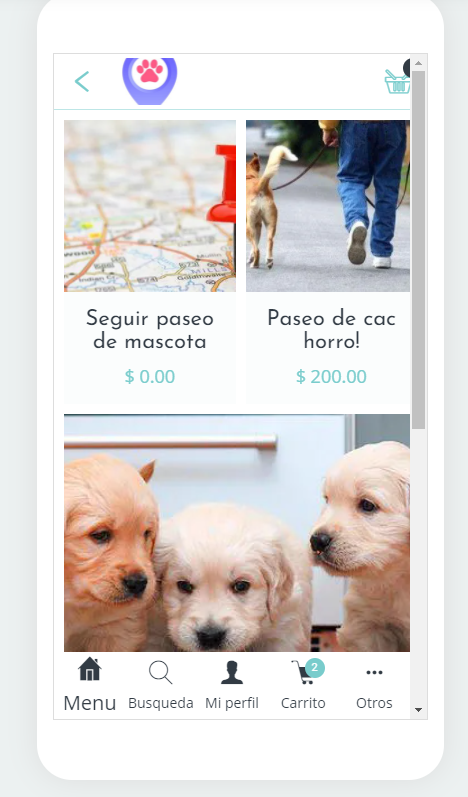 Seguir paseo
de mascota
$ 0.00
Paseo de cac
horro!
$ 200.00
2
Menu
Busqueda
Mi perfil
Carrito
Otros